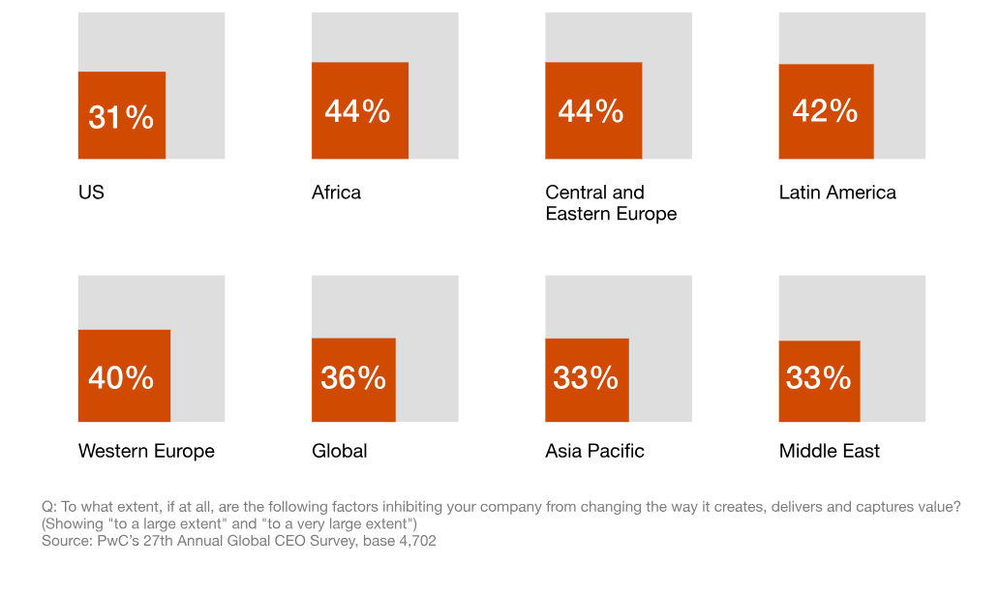 31%
44%
44%
42%
US
Africa
Central and
Eastern Europe
Latin America
40%
36%
33%
33%
Western Europe
Global
Asia Pacific
Middle East
Q: To what extent, if at all, are the following factors inhibiting your company from changing the way it creates, delivers and captures value?
(Showing "to a large extent" and "to a very large extent")
Source: PwC’s 27th Annual Global CEO Survey, base 4,702